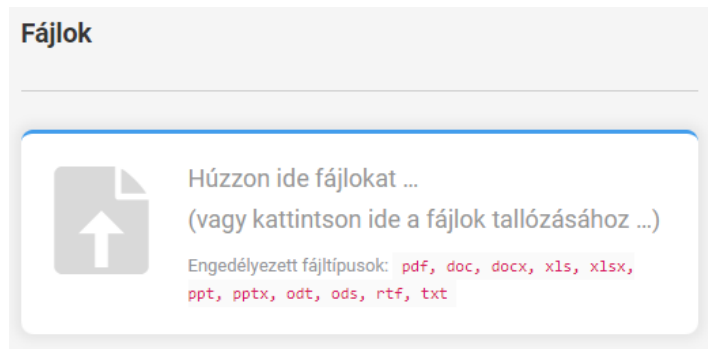 Fájlok
Húzzon ide fájlokat ...
(vagy kattintson ide a fájlok tallózásához ...)
Engedélyezett fájltípusok: pdf, doc, docx, xls, xlsx,
ppt, pptx, odt, ods, rtf, txt